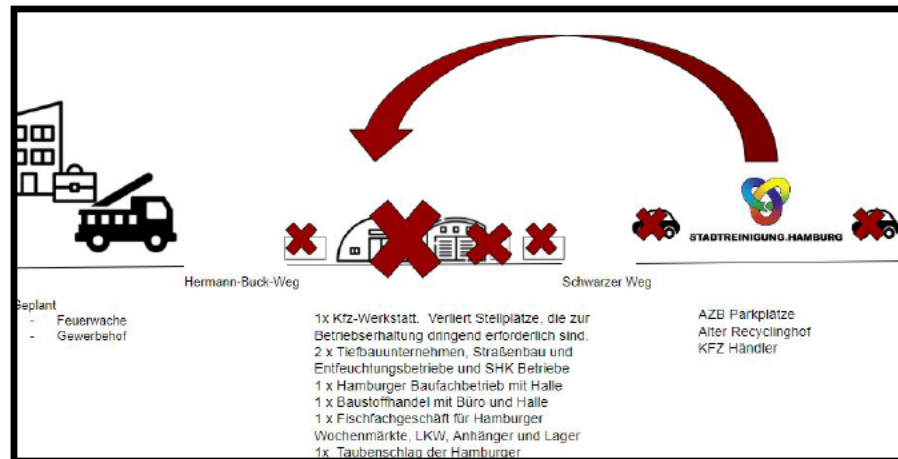 STADTREINIGUNG.HAMBURG
Hermann-Buck-Weg
Schwarzer Weg
Geplant
- Feuerwache
- Gewerbehof
1x Kfz-Werkstatt. Verliert Stellplätze, die zur
Betriebserhaltung dringend erforderlich sind.
2 x Tiefbauunternehmen, Straßenbau und
Entfeuchtungsbetriebe und SHK Betriebe
1 x Hamburger Baufachbetrieb mit Halle
1 x Baustoffhandel mit Büro und Halle
1 x Fischfachgeschäft für Hamburger
Wochenmärkte, LKW, Anhänger und Lager
1x Taubenschlag der Hamburger
AZB Parkplätze
Alter Recyclinghof
KFZ Händler